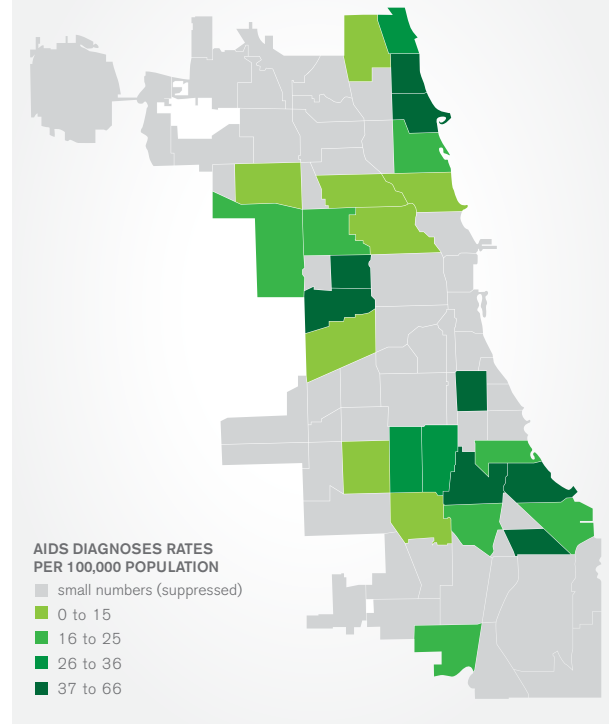 AIDS DIAGNOSES RATES
PER 100,000 POPULATION
small numbers (suppressed)
0 to 15
16 to 25
26 to 36
37 to 66